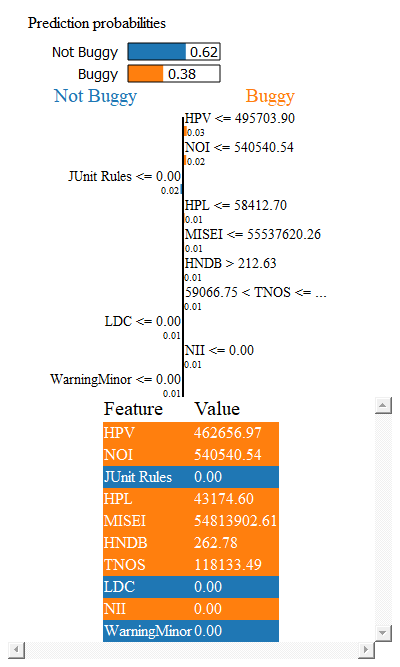 Prediction probabilities
Not Buggy 0.62
Buggy 0.38
Not Buggy Buggy
HPV <= 495703.90
0.03
NOI <= 540540.54
0.02
JUnit Rules <= 0.00
0.02
HPL <= 58412.70
0.01
MISEI <= 55537620.26
0.01
HNDB > 212.63
0.01
59066.75 < TNOS <= ...
0.01
LDC <= 0.00
0.01
NII <= 0.00
0.01
WarningMinor <= 0.00
0.01
Feature Value
HPV 462656.97
NOI 540540.54
JUnit Rules 0.00
HPL 43174.60
MISEI 54813902.61
HNDB 262.78
TNOS 118133.49
LDC 0.00
NII 0.00
WarningMinor 0.00